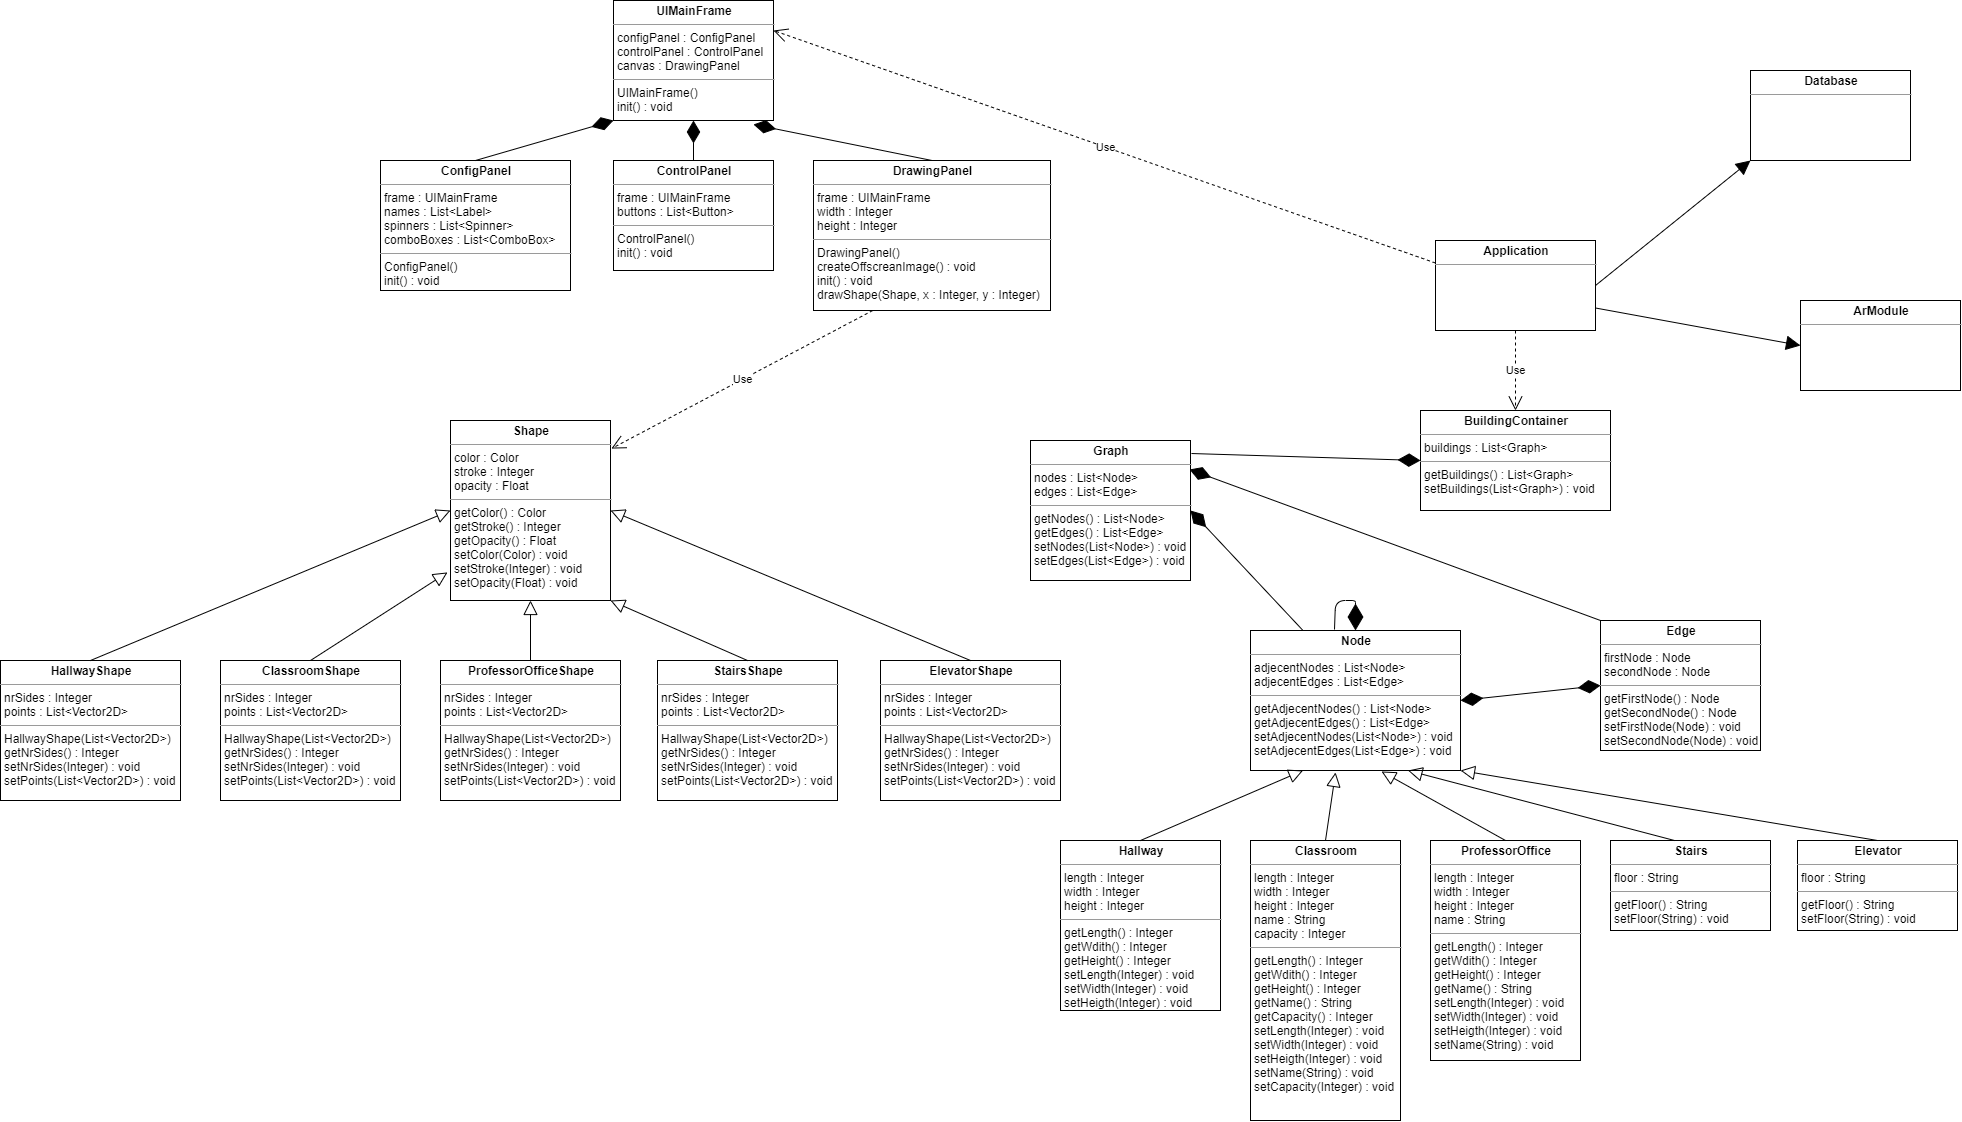 UIMainFrame
configPanel : ConfigPanel
controlPanel : ControlPanel
canvas : DrawingPanel
UIMainFrame()
init() : void
ConfigPanel
frame : UIMainFrame
names : List<Label>
spinners : List<Spinner>
comboBoxes : List<ComboBox>
ConfigPanel()
init() : void
ControlPanel
frame : UIMainFrame
buttons : List<Button>
ControlPanel()
init() : void
DrawingPanel
frame : UIMainFrame
width : Integer
height : Integer
DrawingPanel()
createOffscreanImage() : void
init() : void
drawShape(Shape, x : Integer, y : Integer)
Use
Database
Application
ArModule
Use
Use
BuildingContainer
buildings : List<Graph>
getBuildings() : List<Graph>
setBuildings(List<Graph>) : void
Shape
color : Color
stroke : Integer
opacity : Float
getColor() : Color
getStroke() : Integer
getOpacity() : Float
setColor(Color) : void
setStroke(Integer) : void
setOpacity(Float) : void
Graph
nodes : List<Node>
edges : List<Edge>
getNodes() : List<Node>
getEdges() : List<Edge>
setNodes(List<Node>) : void
setEdges(List<Edge>) : void
Node
adjecentNodes : List<Node>
adjecentEdges : List<Edge>
getAdjecentNodes() : List<Node>
getAdjecentEdges() : List<Edge>
setAdjecentNodes(List<Node>) : void
setAdjecentEdges(List<Edge>) : void
Edge
firstNode : Node
secondNode : Node
getFirstNode() : Node
getSecondNode() : Node
setFirstNode(Node) : void
setSecondNode(Node) : void
HallwayShape
nrSides : Integer
points : List<Vector2D>
HallwayShape(List<Vector2D>)
getNrSides() : Integer
setNrSides(Integer) : void
setPoints(List<Vector2D>) : void
ClassroomShape
nrSides : Integer
points : List<Vector2D>
HallwayShape(List<Vector2D>)
getNrSides() : Integer
setNrSides(Integer) : void
setPoints(List<Vector2D>) : void
ProfessorOfficeShape
nrSides : Integer
points : List<Vector2D>
HallwayShape(List<Vector2D>)
getNrSides() : Integer
setNrSides(Integer) : void
setPoints(List<Vector2D>) : void
StairsShape
nrSides : Integer
points : List<Vector2D>
HallwayShape(List<Vector2D>)
getNrSides() : Integer
setNrSides(Integer) : void
setPoints(List<Vector2D>) : void
ElevatorShape
nrSides : Integer
points : List<Vector2D>
HallwayShape(List<Vector2D>)
getNrSides() : Integer
setNrSides(Integer) : void
setPoints(List<Vector2D>) : void
Hallway
length : Integer
width : Integer
height : Integer
getLength() : Integer
getWdith() : Integer
getHeight() : Integer
setLength(Integer) : void
setWidth(Integer) : void
setHeigth(Integer) : void
Classroom
length : Integer
width : Integer
height : Integer
name : String
capacity : Integer
getLength() : Integer
getWdith() : Integer
getHeight() : Integer
getName() : String
getCapacity() : Integer
setLength(Integer) : void
setWidth(Integer) : void
setHeigth(Integer) : void
setName(String) : void
setCapacity(Integer) : void
ProfessorOffice
length : Integer
width : Integer
height : Integer
name : String
getLength() : Integer
getWdith() : Integer
getHeight() : Integer
getName() : String
setLength(Integer) : void
setWidth(Integer) : void
setHeigth(Integer) : void
setName(String) : void
Stairs
floor : String
getFloor() : String
setFloor(String) : void
Elevator
floor : String
getFloor() : String
setFloor(String) : void